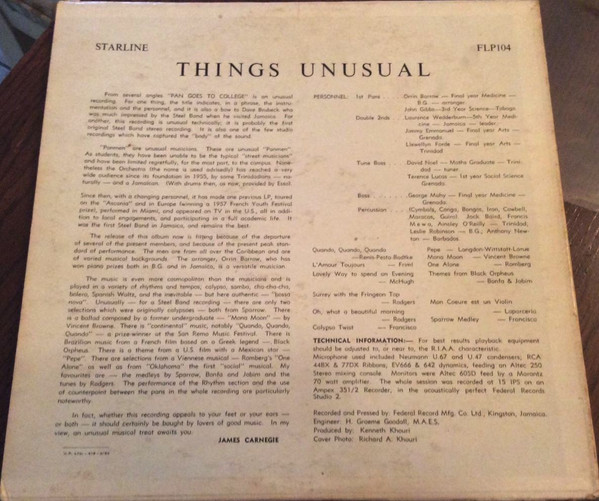 STARLINE
FLP104
THINGS UNUSUAL
From several angles "PAN GOES TO COLLEGE" is an unusual
recording. For one thing, the title indicates, in a phrase, the instru-
mentation and the personnel, and it is also a bow to Dave Brubeck who
was much impressed by the Steel Band when he visited Jamaica. For
another, this recording is unusual technically; it is probably the first
original Steel Band stereo recording. It is also one of the few studio
recordings which have captured the "body" of the sound.
"Panmen" are unusual musicians. These are unusual "Panmen".
As students, they have been unable to be the typical "street musicians"
and have been limited regretfully, for the most part, to the campus. None-
theless the Orchestra (the name is used advisedly) has reached a very
wide audience since its foundation in 1955, by some Tobagodians — na-
turally — and a Jamaican. (With drums then, as now, provided by Esso).
Since then, with a changing personnel, it has made one previous LP, toured
on the "Ascania" and in Europe (winning a 1957 French Youth Festival
prize), performed in Miami, and appeared on TV in the U.S., all in addi-
tion to local engagements, and participating in a full academic life. It
was the first Steel Band in Jamaica, and remains the best.
The release of this album now is fitting because of the departure
of several of the present members, and because of the present peak stan-
dard of performance. The men are from all over the Caribbean and are
of varied musical backgrounds. The arranger, Orrin Barrow, who has
won piano prizes both in B.G. and in Jamaica, is a versatile musician.
The music is even more cosmopolitan than the musicians and is
played in a variety of rhythms and tempos, calypso, samba, cha-cha-cha,
bolero, Spanish Waltz, and the inevitable — but here authentic — "bossa
nova". Unusually — for a Steel Band recording — there are only two
selections which were originally calypsoes — both from Sparrow. There
is a ballad composed by a former undergraduate — "Mona Moon" — by
Vincent Browne. There is "continental" music, notably "Quando, Quando,
Quando" — a prize-winner at the San Remo Music Festival. There is
Brazilian music from a French film based on a Greek legend — Black
Orpheus. There is a theme from a U.S. film with a Mexican star —
"Pepe". There are selections from a Viennese musical — Romberg's "One
Alone" as well as from "Oklahoma" the first "social" musical. My
favourites are — the medleys by Sparrow, Bonfa and Jobim and the
tunes by Rodgers. The performance of the Rhythm section and the use
of counterpoint between the pans in the whole recording are particularly
noteworthy.
In fact, whether this recording appeals to your feet or your ears —
or both — it should certainly be bought by lovers of good music. In my
view, an unusual musical treat awaits you.
JAMES CARNEGIE
PERSONNEL: 1st Pans Orrin Barrow — Final year Medicine —
B.G. — arranger.
John Gibbs—3rd Year Science—Tobago.
Double 2nds Laurence Wedderburn—5th Year Medi-
cine — Jamaica — leader.
Jimmy Emmanuel — Final year Arts —
Grenada.
Llewellyn Forde — Final year Arts —
Trinidad
Tune Boss David Noel — Maths Graduate — Trini-
dad — tuner.
Terence Lucas — 1st year Social Science
Grenada.
Bass George Mahy — Final year Medicine —
Grenada.
Percussion (Cymbals, Conga, Bongos, Iron, Cowbell,
Maracas, Guiro) Jack Baird, Francis
Mews, Ainsley O'Reilly — Trinidad,
Leslie Robinson — B.G., Anthony New-
ton — Barbados
Quando, Quando, Quando
—Renis-Pesta-Boethke
L'Amour Toujours — Friml
Lovely Way to spend an Evening
— McHugh
Surrey with the Fringeon Top
— Rodgers
Oh, what a beautiful morning
— Rodgers
Calypso Twist — Francisco
Pepe — Langdon-Wittstatt-Larue
Mona Moon — Vincent Browne
One Alone — Romberg
Themes from Black Orpheus
— Bonfa & Jobim
Mon Coeure est un Violin
— Laparcerie
Sparrow Medley — Francisco
TECHNICAL INFORMATION:— For best results playback equipment
should be adjusted to, or near to, the R.I.A.A. characteristic.
Microphone used included Neumann U.67 and U.47 condensers; RCA
44BX & 77DX Ribbons, EV666 & 642 dynamics, feeding an Altec 250
Stereo mixing console. Monitors were Altec 605D feed by a Marantz
70 watt amplifier. The whole session was recorded at 15 IPS on an
Ampex 351/2 Recorder, in the acoustically perfect Federal Records
Studio 2.
Recorded and Pressed by: Federal Record Mfg. Co. Ltd., Kingston, Jamaica.
Engineer: H. Graeme Goodall, M.A.E.S.
Produced by: Kenneth Khouri
Cover Photo: Richard A. Khouri